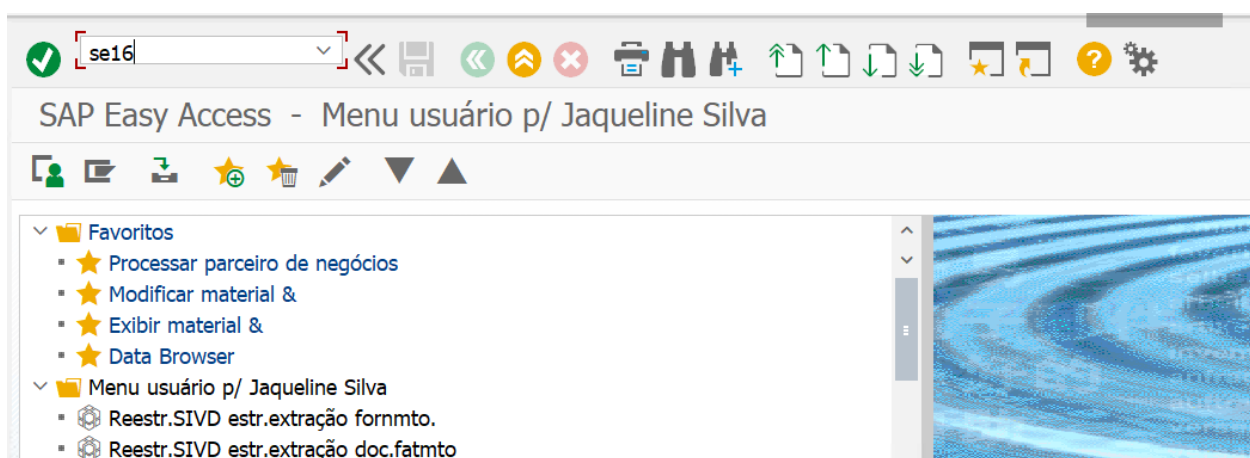 se16
SAP Easy Access - Menu usuário p/ Jaqueline Silva
Favoritos
Processar parceiro de negócios
Modificar material &
Exibir material &
Data Browser
Menu usuário p/ Jaqueline Silva
Reestr.SIVD estr.extração fornmto.
Reestr.SIVD estr.extração doc.fatmto